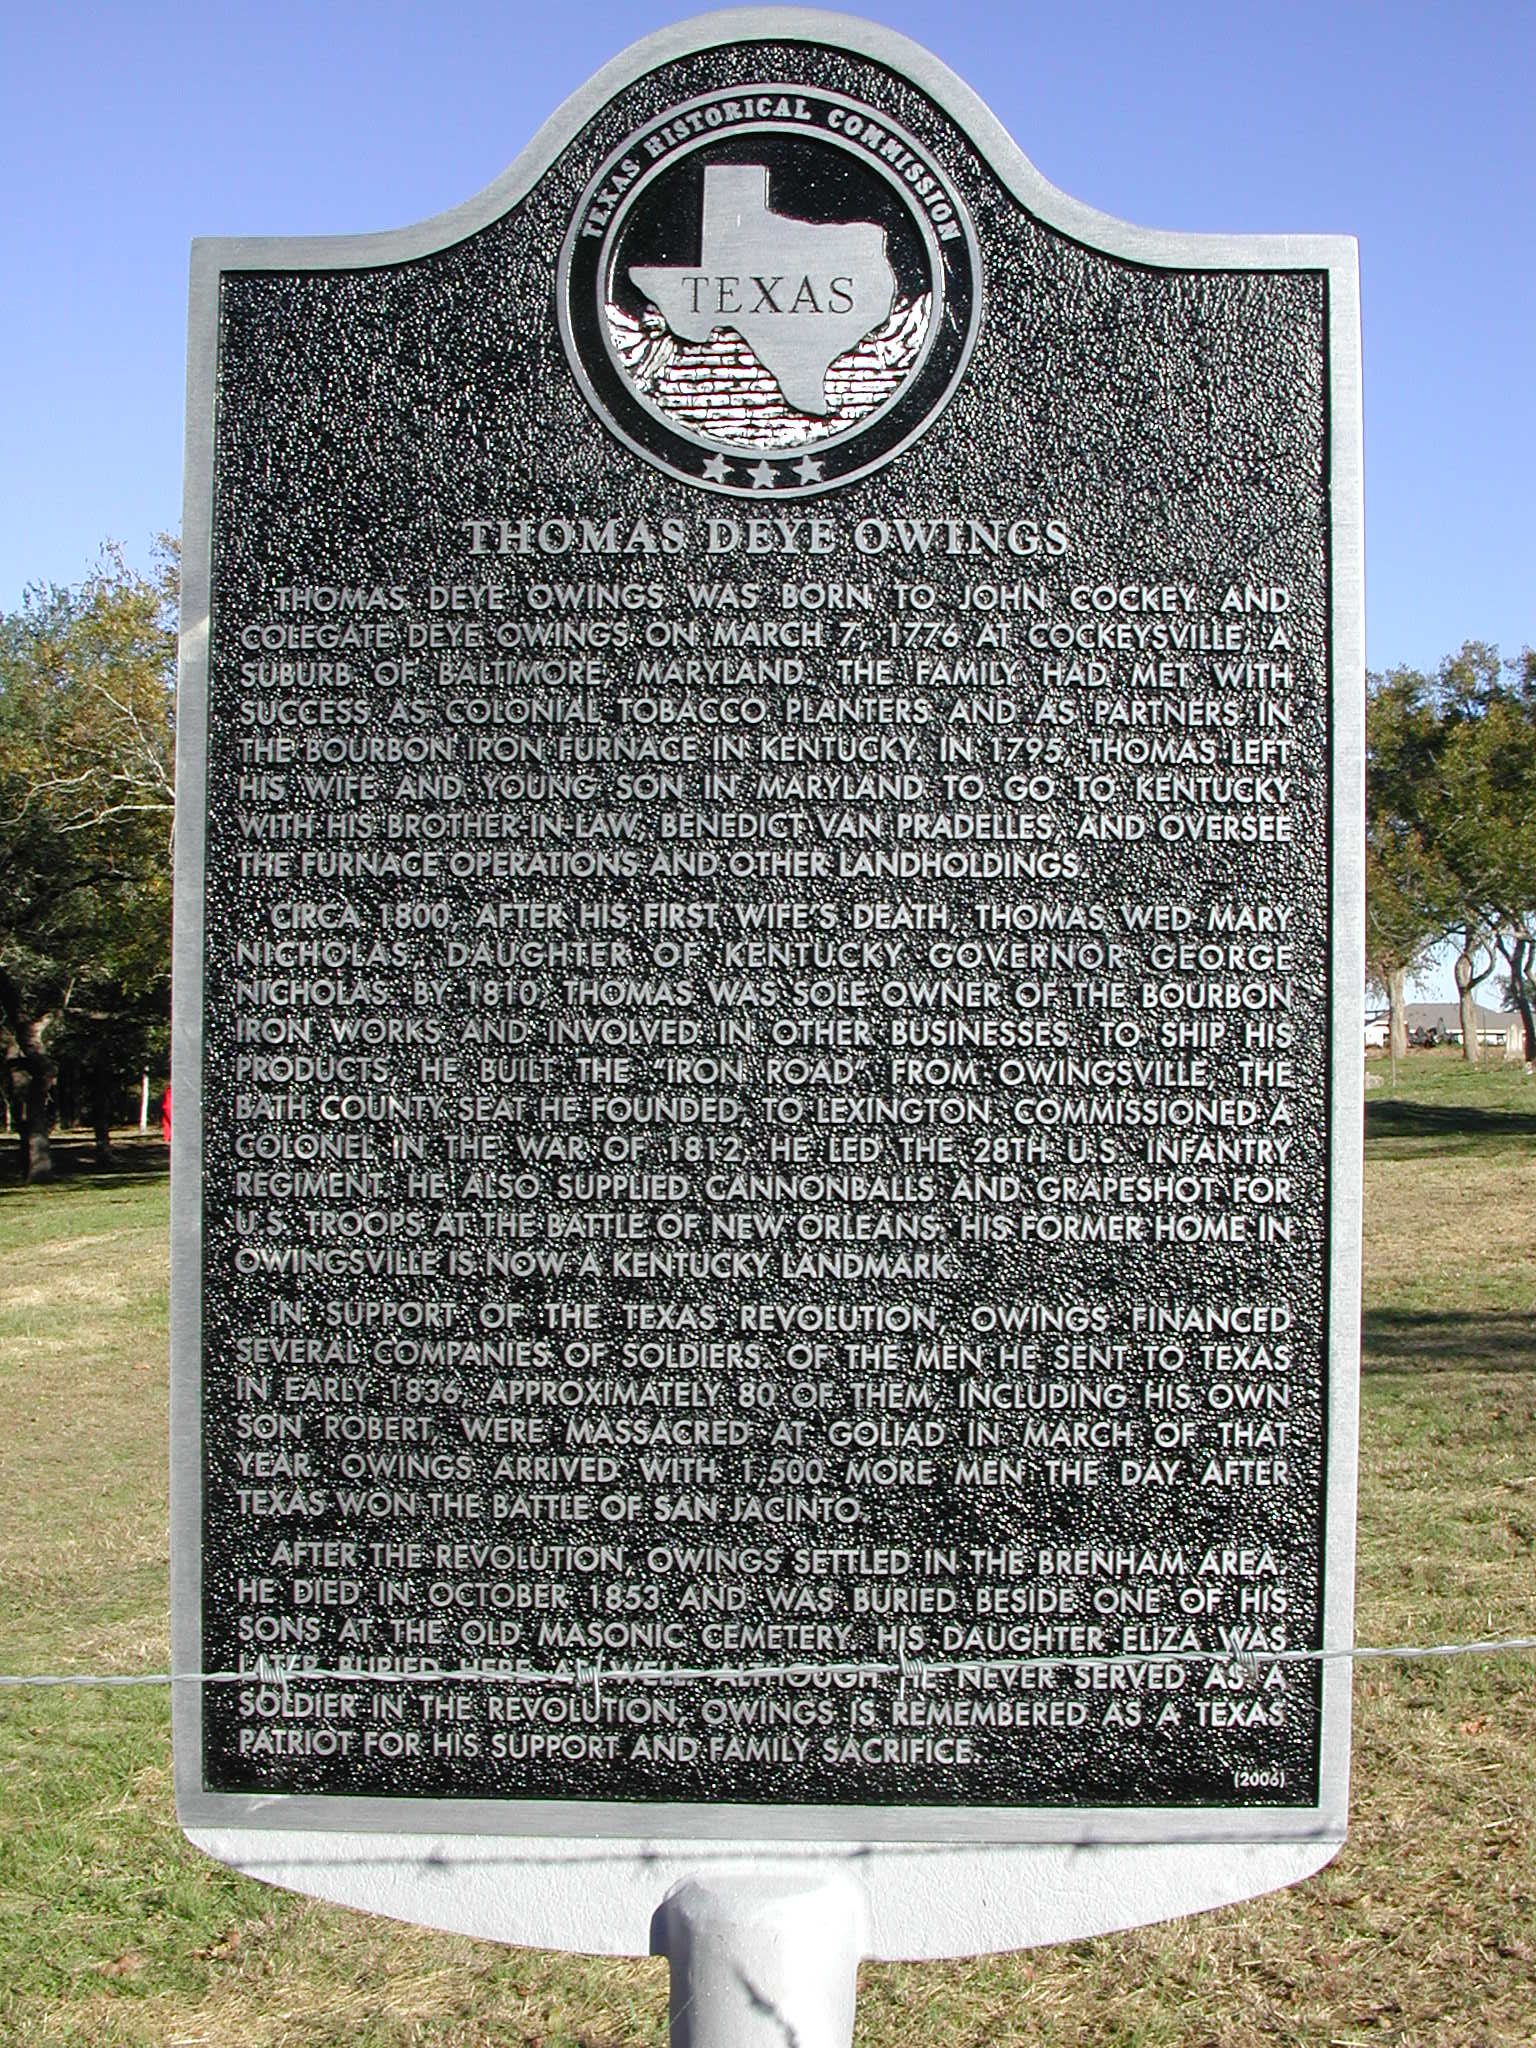 TEXAS HISTORICAL COMMISSION
TEXAS
THOMAS DEYE OWINGS
THOMAS DEYE OWINGS WAS BORN TO JOHN COCKEY AND
COLEGATE DEYE OWINGS ON MARCH 7, 1776 AT COCKEYSVILLE, A
SUBURB OF BALTIMORE, MARYLAND. THE FAMILY HAD MET WITH
SUCCESS AS COLONIAL TOBACCO PLANTERS AND AS PARTNERS IN
THE BOURBON IRON FURNACE IN KENTUCKY. IN 1795, THOMAS LEFT
HIS WIFE AND YOUNG SON IN MARYLAND TO GO TO KENTUCKY
WITH HIS BROTHER-IN-LAW, BENEDICT VAN PRADELLES, AND OVERSEE
THE FURNACE OPERATIONS AND OTHER LANDHOLDINGS.
CIRCA 1800, AFTER HIS FIRST WIFE'S DEATH, THOMAS WED MARY
NICHOLAS, DAUGHTER OF KENTUCKY GOVERNOR GEORGE
NICHOLAS. BY 1810, THOMAS WAS SOLE OWNER OF THE BOURBON
IRON WORKS AND INVOLVED IN OTHER BUSINESSES. TO SHIP HIS
PRODUCTS, HE BUILT THE "IRON ROAD" FROM OWINGSVILLE, THE
BATH COUNTY SEAT HE FOUNDED, TO LEXINGTON. COMMISSIONED A
COLONEL IN THE WAR OF 1812, HE LED THE 28TH U.S. INFANTRY
REGIMENT. HE ALSO SUPPLIED CANNONBALLS AND GRAPESHOT FOR
U.S. TROOPS AT THE BATTLE OF NEW ORLEANS. HIS FORMER HOME IN
OWINGSVILLE IS NOW A KENTUCKY LANDMARK.
IN SUPPORT OF THE TEXAS REVOLUTION, OWINGS FINANCED
SEVERAL COMPANIES OF SOLDIERS. OF THE MEN HE SENT TO TEXAS
IN EARLY 1836, APPROXIMATELY 80 OF THEM, INCLUDING HIS OWN
SON ROBERT, WERE MASSACRED AT GOLIAD IN MARCH OF THAT
YEAR. OWINGS ARRIVED WITH 1,500 MORE MEN THE DAY AFTER
TEXAS WON THE BATTLE OF SAN JACINTO.
AFTER THE REVOLUTION, OWINGS SETTLED IN THE BRENHAM AREA.
HE DIED IN OCTOBER 1853 AND WAS BURIED BESIDE ONE OF HIS
SONS AT THE OLD MASONIC CEMETERY. HIS DAUGHTER ELIZA WAS
LATER BURIED HERE AS WELL. ALTHOUGH HE NEVER SERVED AS A
SOLDIER IN THE REVOLUTION, OWINGS IS REMEMBERED AS A TEXAS
PATRIOT FOR HIS SUPPORT AND FAMILY SACRIFICE.
(2006)